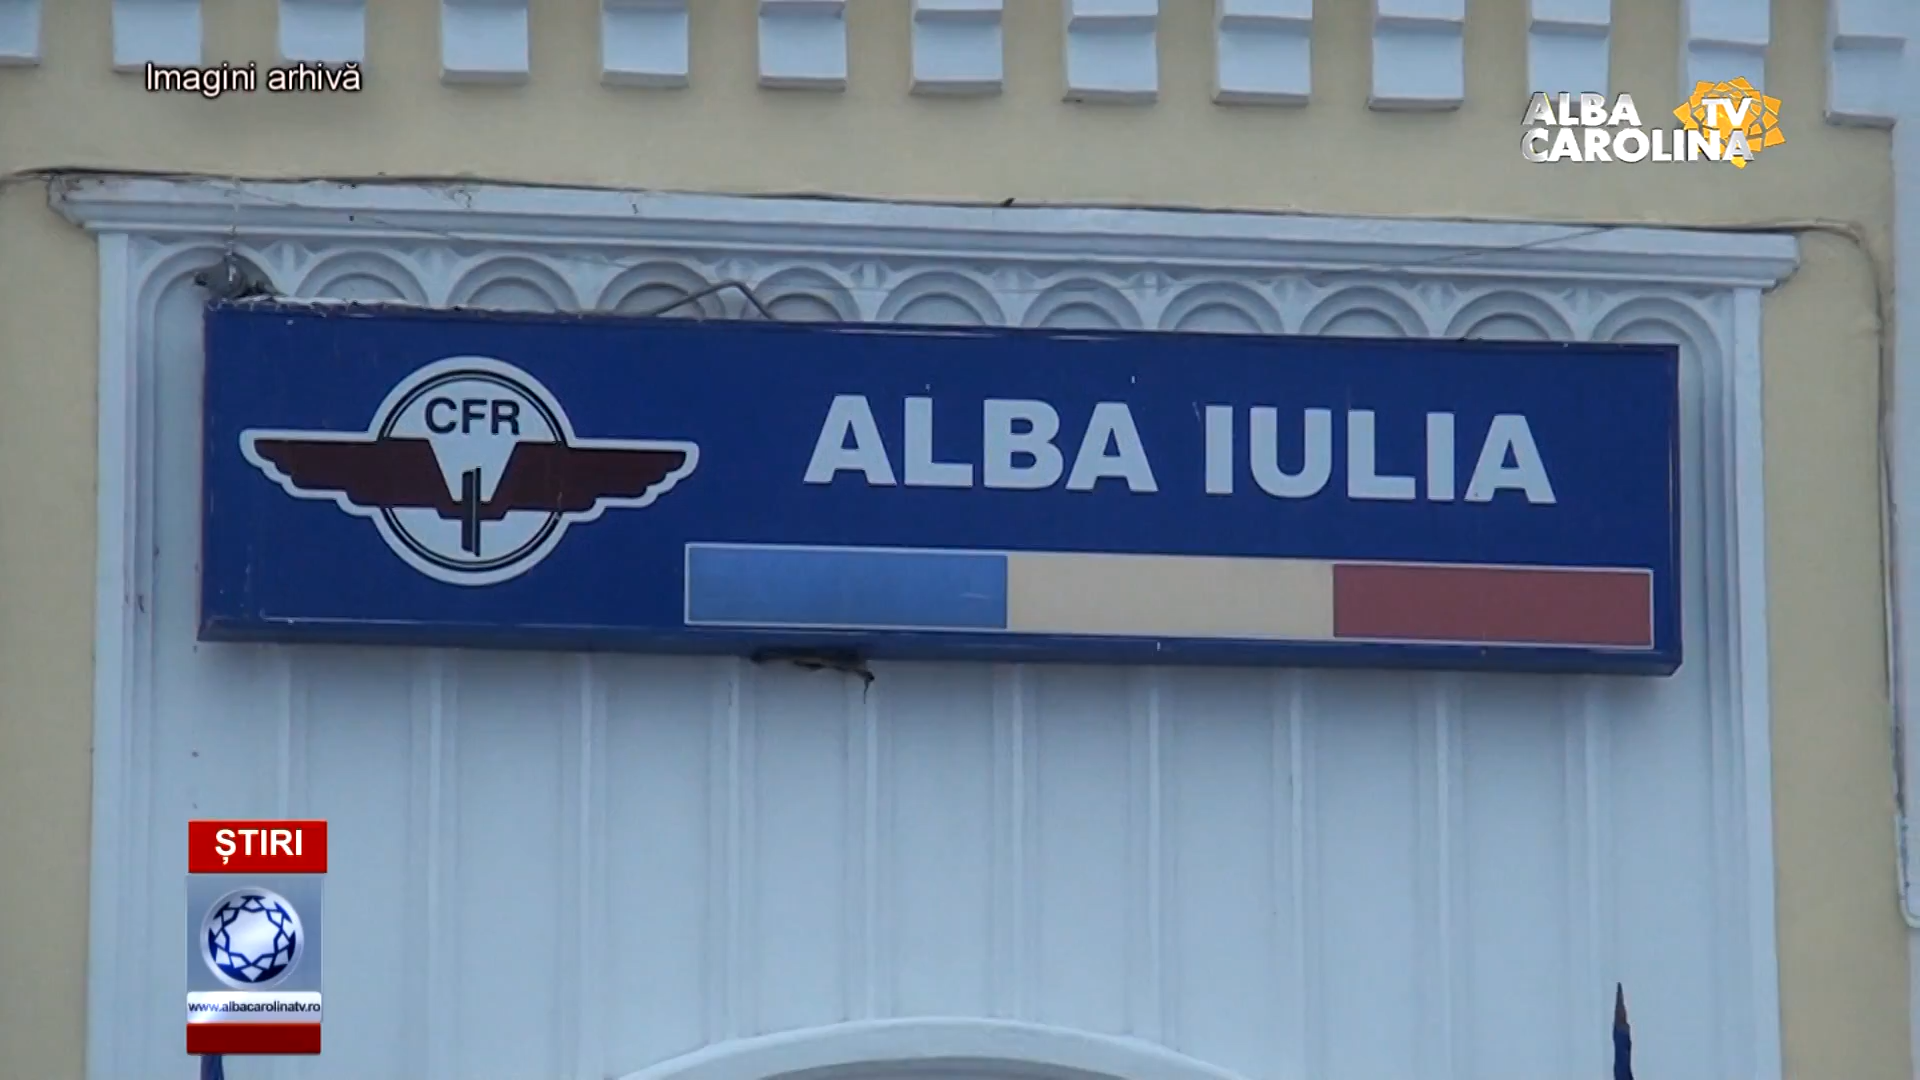 Imagini arhivă
ALBA TV
CAROLINA
CFR
ALBA IULIA
ȘTIRI
www.albacarolinatv.ro